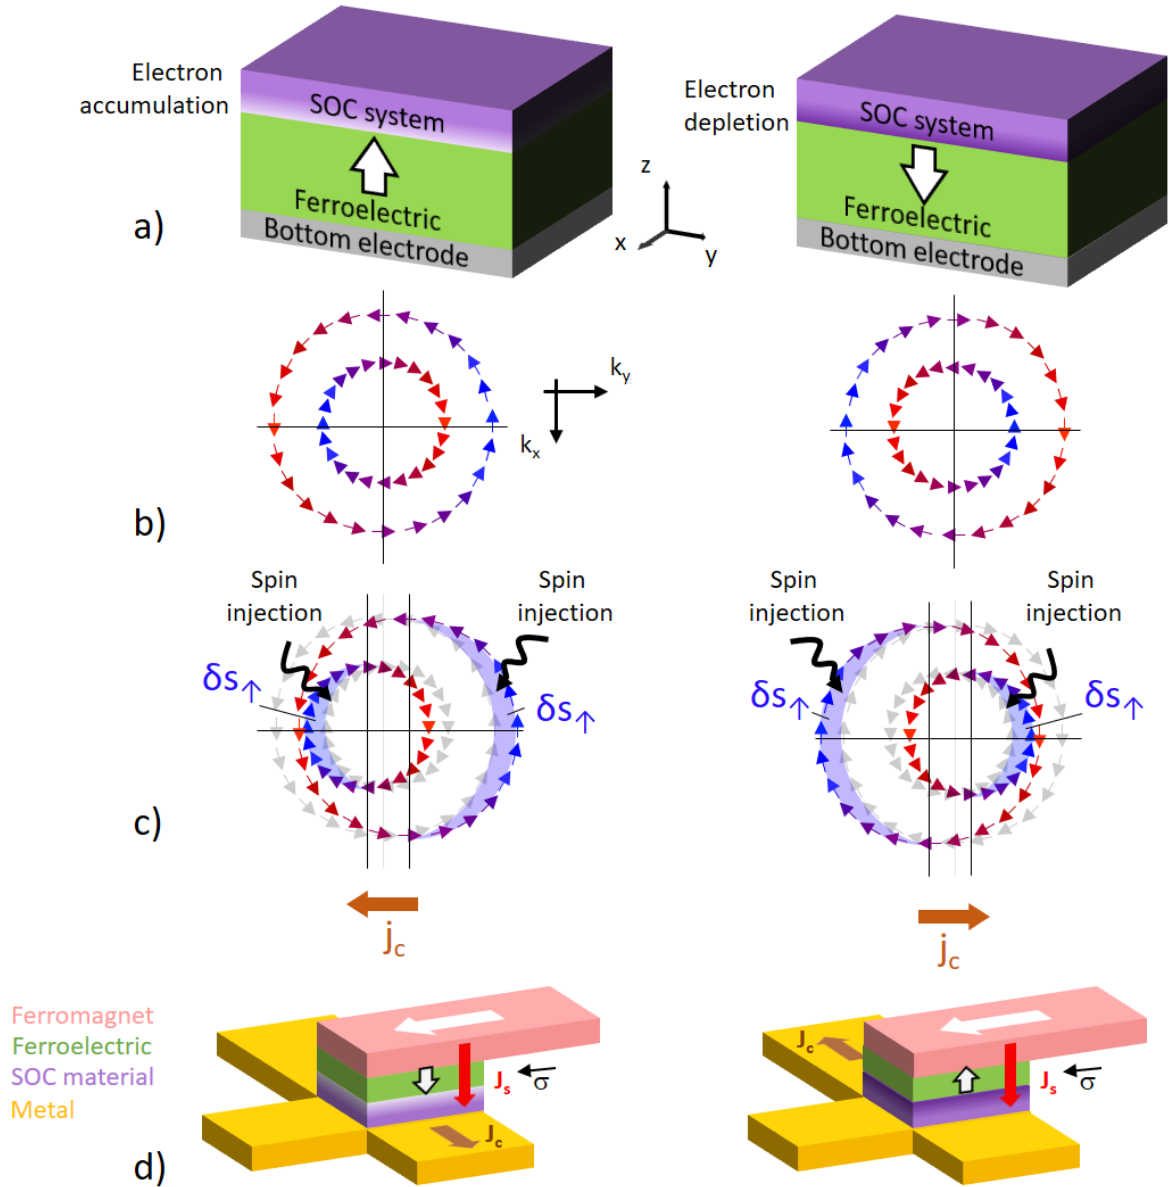 Electron
accumulation
SOC system
Ferroelectric
Bottom electrode
a)
z
x
y
Electron
depletion
SOC system
Ferroelectric
Bottom electrode
b)
ky
kx
c)
Spin
injection
Spin
injection
δs↑
δs↑
jc
Spin
injection
Spin
injection
δs↑
δs↑
jc
d)
Ferromagnet
Ferroelectric
SOC material
Metal
Js
σ
Jc
Jc
Js
σ